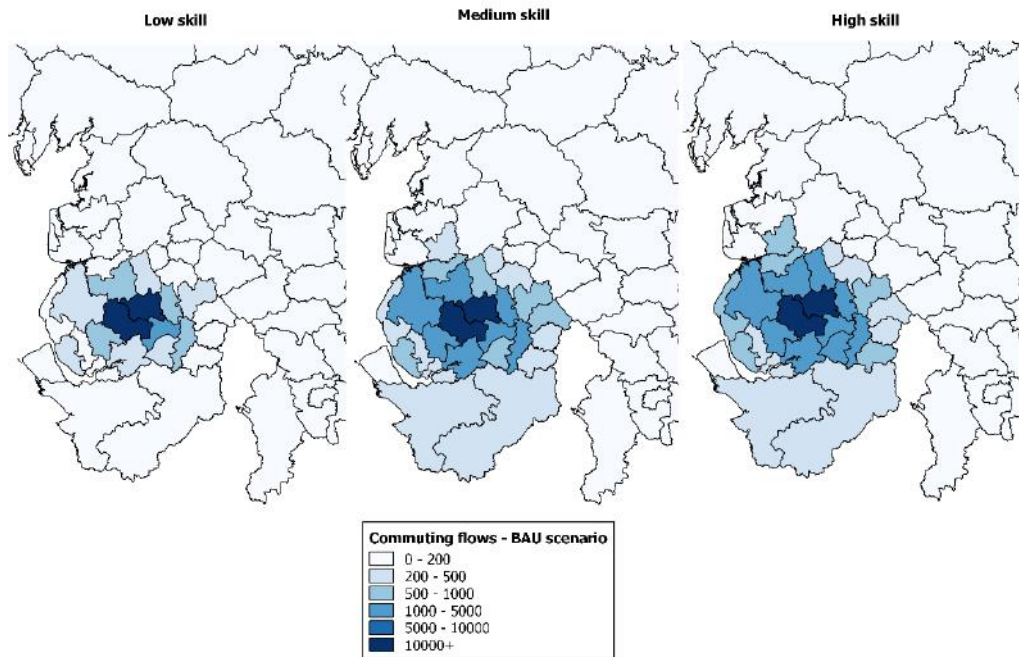 Low skill
Medium skill
High skill
Commuting flows - BAU scenario
0 - 200
200 - 500
500 - 1000
1000 - 5000
5000 - 10000
10000+